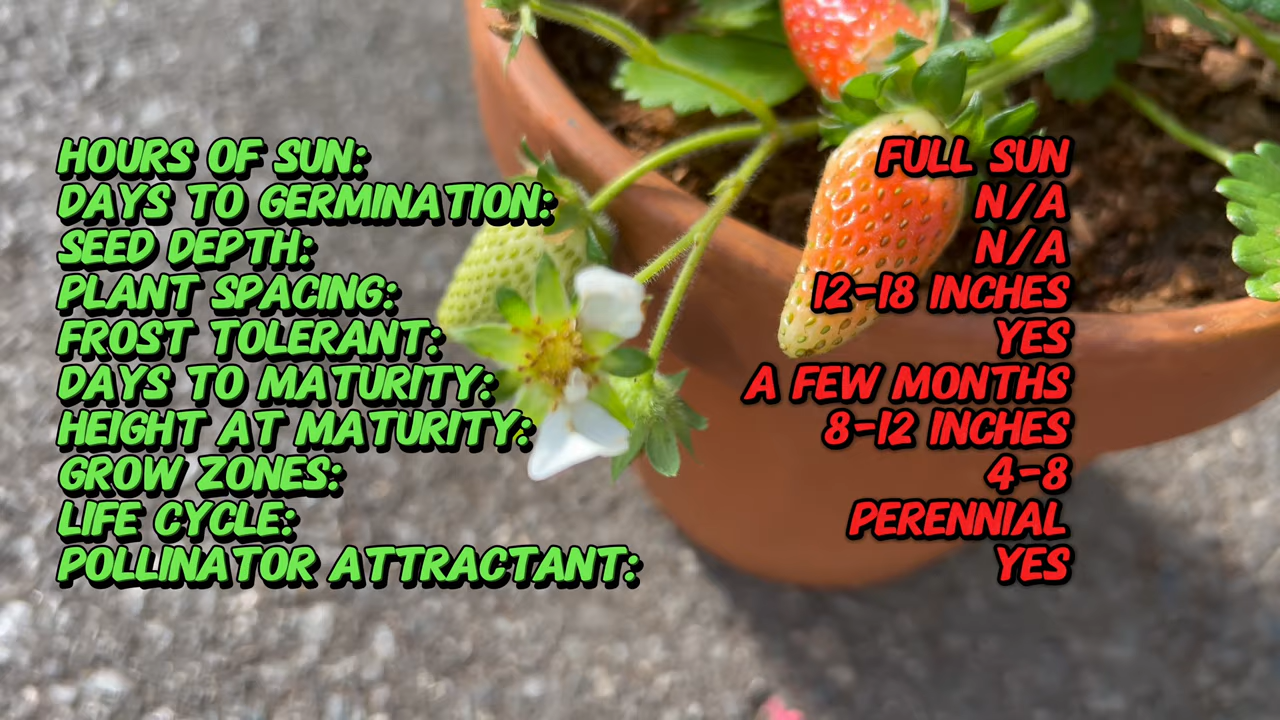 HOURS OF SUN: FULL SUN
DAYS TO GERMINATION: N/A
SEED DEPTH: N/A
PLANT SPACING: 12-18 INCHES
FROST TOLERANT: YES
DAYS TO MATURITY: A FEW MONTHS
HEIGHT AT MATURITY: 8-12 INCHES
GROW ZONES: 4-8
LIFE CYCLE: PERENNIAL
POLLINATOR ATTRACTANT: YES